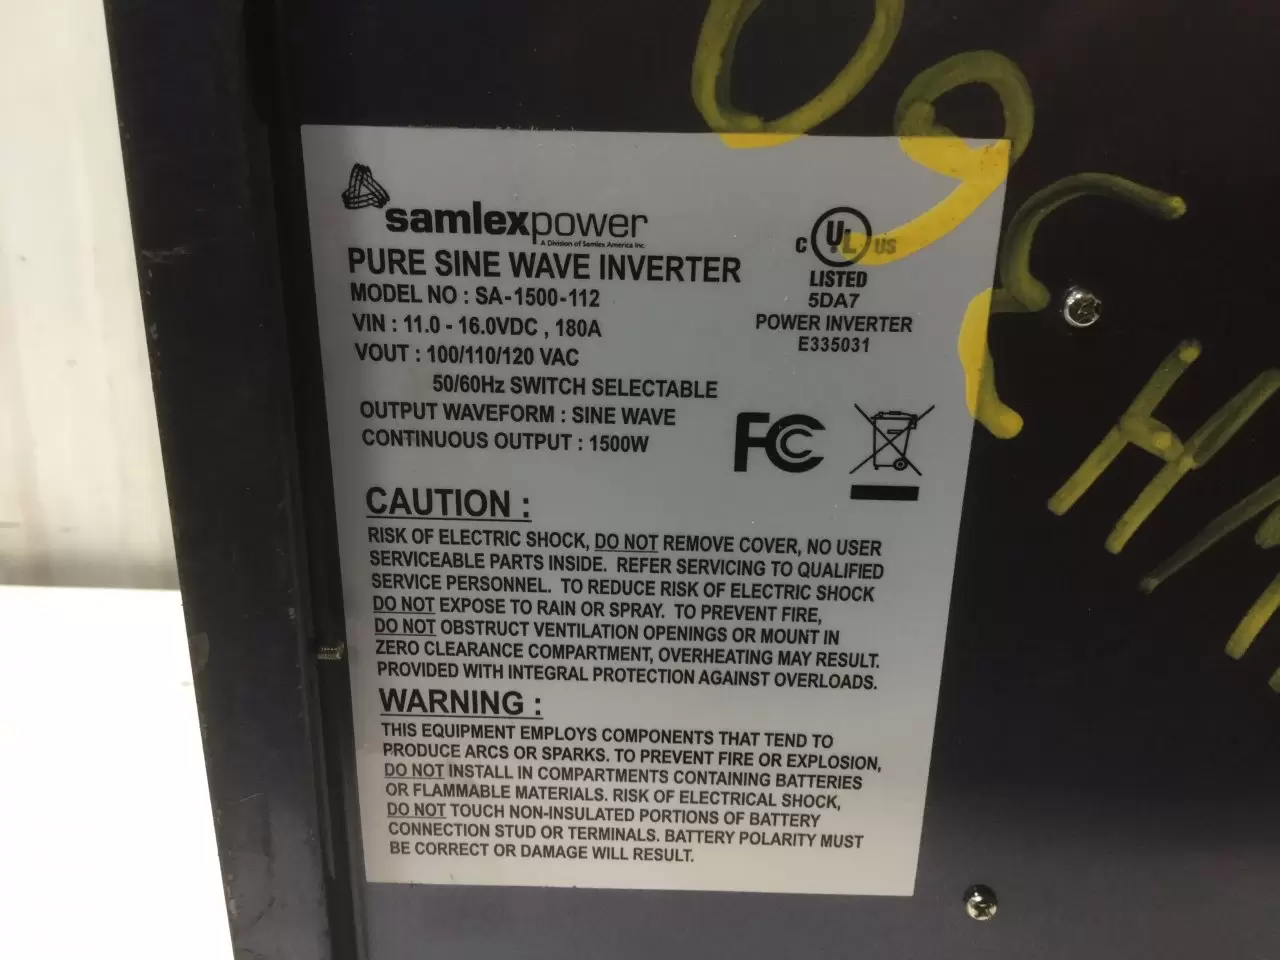 samlexpower
A Division of Samlex America Inc.
PURE SINE WAVE INVERTER
MODEL NO : SA-1500-112
VIN : 11.0 - 16.0VDC , 180A
VOUT : 100/110/120 VAC
50/60Hz SWITCH SELECTABLE
OUTPUT WAVEFORM : SINE WAVE
CONTINUOUS OUTPUT : 1500W
C UL US
LISTED
5DA7
POWER INVERTER
E335031
FC
CAUTION :
RISK OF ELECTRIC SHOCK, DO NOT REMOVE COVER, NO USER
SERVICEABLE PARTS INSIDE. REFER SERVICING TO QUALIFIED
SERVICE PERSONNEL. TO REDUCE RISK OF ELECTRIC SHOCK
DO NOT EXPOSE TO RAIN OR SPRAY. TO PREVENT FIRE,
DO NOT OBSTRUCT VENTILATION OPENINGS OR MOUNT IN
ZERO CLEARANCE COMPARTMENT, OVERHEATING MAY RESULT.
PROVIDED WITH INTEGRAL PROTECTION AGAINST OVERLOADS.
WARNING :
THIS EQUIPMENT EMPLOYS COMPONENTS THAT TEND TO
PRODUCE ARCS OR SPARKS. TO PREVENT FIRE OR EXPLOSION,
DO NOT INSTALL IN COMPARTMENTS CONTAINING BATTERIES
OR FLAMMABLE MATERIALS. RISK OF ELECTRICAL SHOCK,
DO NOT TOUCH NON-INSULATED PORTIONS OF BATTERY
CONNECTION STUD OR TERMINALS. BATTERY POLARITY MUST
BE CORRECT OR DAMAGE WILL RESULT.